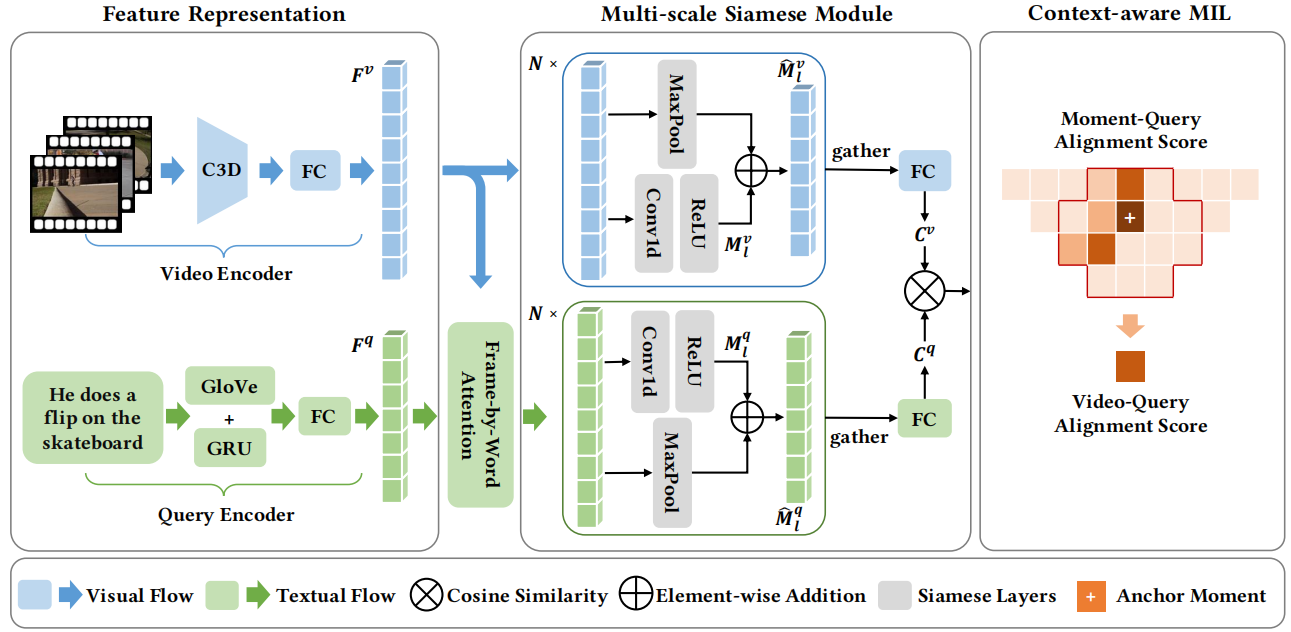 Feature Representation
Multi-scale Siamese Module
Context-aware MIL
F^v
C3D
FC
Video Encoder
He does a
flip on the
skateboard
GloVe
+
GRU
FC
F^q
Query Encoder
Frame-by-Word
Attention
N ×
MaxPool
Conv1d
ReLU
M_l^v
M̂_l^v
gather
FC
C^v
N ×
Conv1d
ReLU
MaxPool
M_l^q
M̂_l^q
gather
FC
C^q
Moment-Query
Alignment Score
+
Video-Query
Alignment Score
Visual Flow
Textual Flow
Cosine Similarity
Element-wise Addition
Siamese Layers
+
Anchor Moment